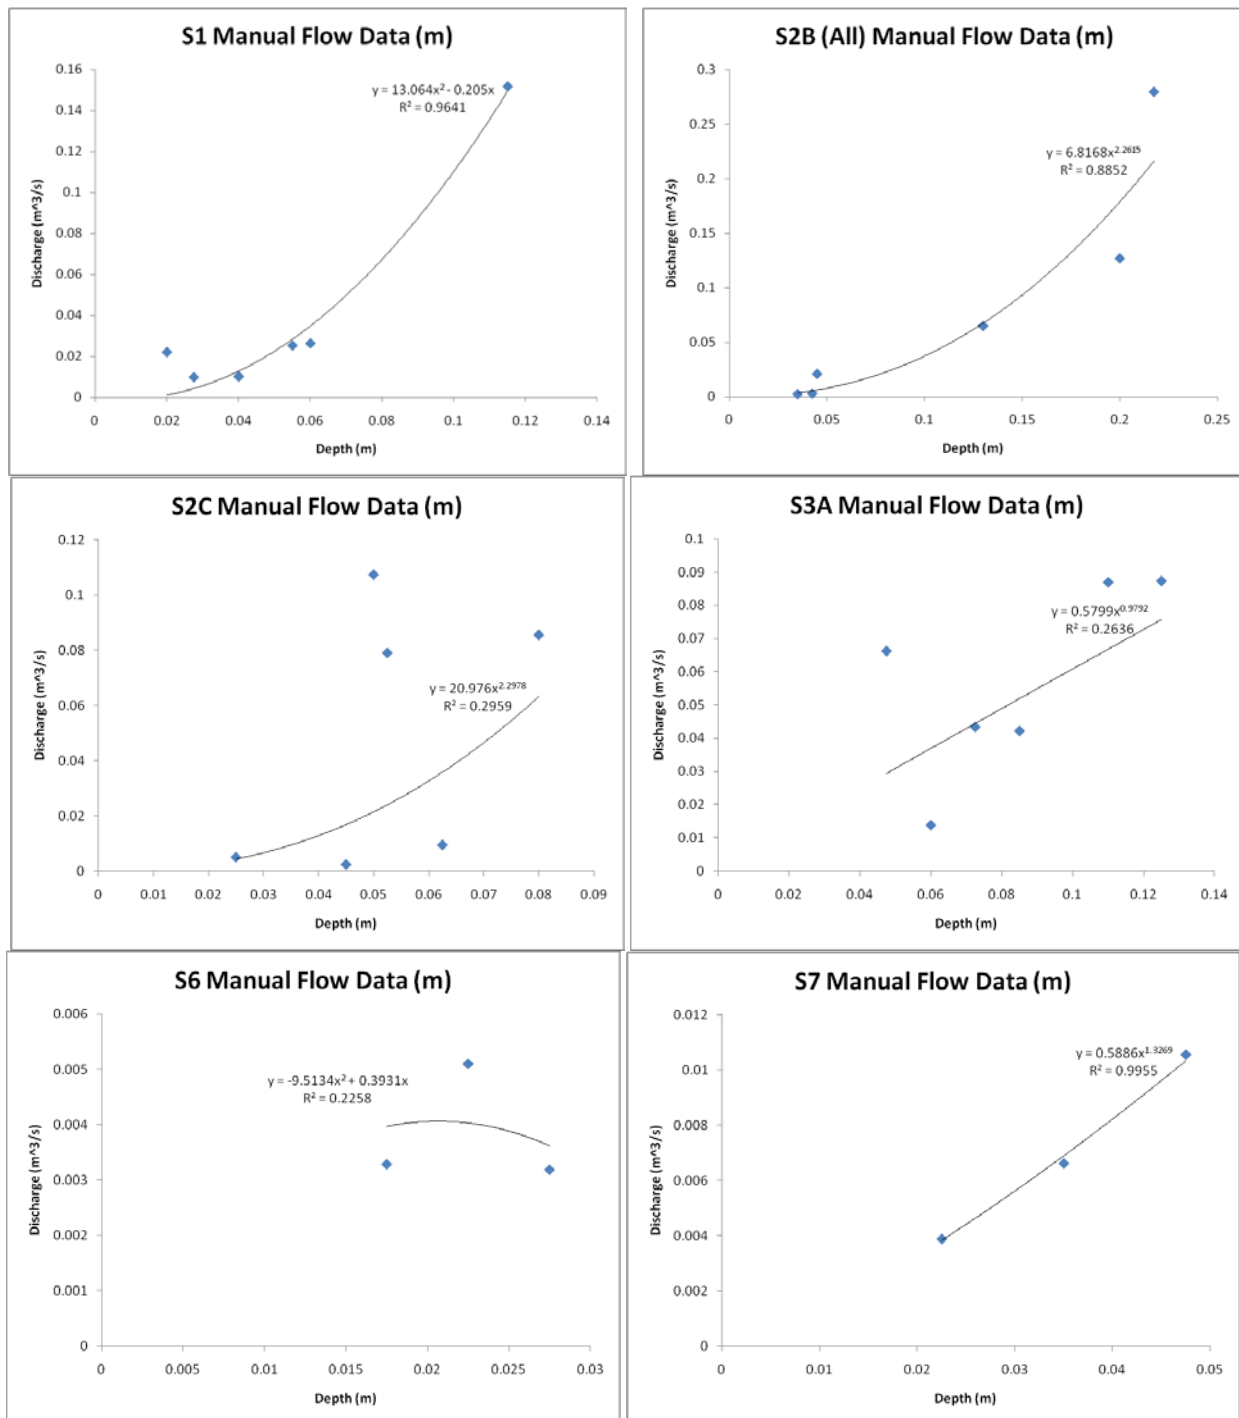 S1 Manual Flow Data (m)
0.16
0.14
0.12
0.1
0.08
0.06
0.04
0.02
0
Discharge (m^3/s)
y = 13.064x² - 0.205x
R² = 0.9641
0 0.02 0.04 0.06 0.08 0.1 0.12 0.14
Depth (m)
S2B (All) Manual Flow Data (m)
0.3
0.25
0.2
0.15
0.1
0.05
0
Discharge (m^3/s)
y = 6.8168x^2.2615
R² = 0.8852
0 0.05 0.1 0.15 0.2 0.25
Depth (m)
S2C Manual Flow Data (m)
0.12
0.1
0.08
0.06
0.04
0.02
0
Discharge (m^3/s)
y = 20.976x^2.2978
R² = 0.2959
0 0.01 0.02 0.03 0.04 0.05 0.06 0.07 0.08 0.09
Depth (m)
S3A Manual Flow Data (m)
0.1
0.09
0.08
0.07
0.06
0.05
0.04
0.03
0.02
0.01
0
Discharge (m^3/s)
y = 0.5799x^0.9792
R² = 0.2636
0 0.02 0.04 0.06 0.08 0.1 0.12 0.14
Depth (m)
S6 Manual Flow Data (m)
0.006
0.005
0.004
0.003
0.002
0.001
0
Discharge (m^3/s)
y = -9.5134x² + 0.3931x
R² = 0.2258
0 0.005 0.01 0.015 0.02 0.025 0.03
Depth (m)
S7 Manual Flow Data (m)
0.012
0.01
0.008
0.006
0.004
0.002
0
Discharge (m^3/s)
y = 0.5886x^1.3269
R² = 0.9955
0 0.01 0.02 0.03 0.04 0.05
Depth (m)